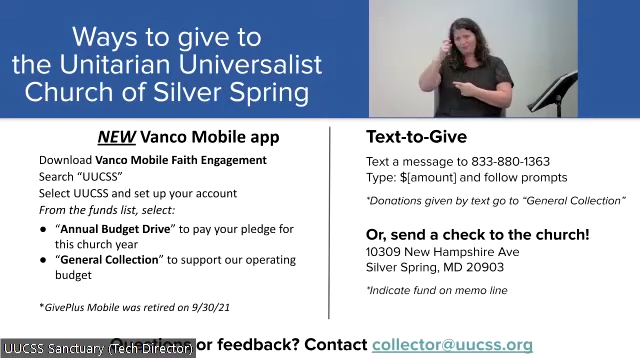 Ways to give to
the Unitarian Universalist
Church of Silver Spring
NEW Vanco Mobile app
Download Vanco Mobile Faith Engagement
Search “UUCSS”
Select UUCSS and set up your account
From the funds list, select:
● “Annual Budget Drive” to pay your pledge for
this church year
● “General Collection” to support our operating
budget
*GivePlus Mobile was retired on 9/30/21
Text-to-Give
Text a message to 833-880-1363
Type: $[amount] and follow prompts
*Donations given by text go to “General Collection”
Or, send a check to the church!
10309 New Hampshire Ave
Silver Spring, MD 20903
*Indicate fund on memo line
Questions or feedback? Contact collector@uucss.org
UUCSS Sanctuary (Tech Director)